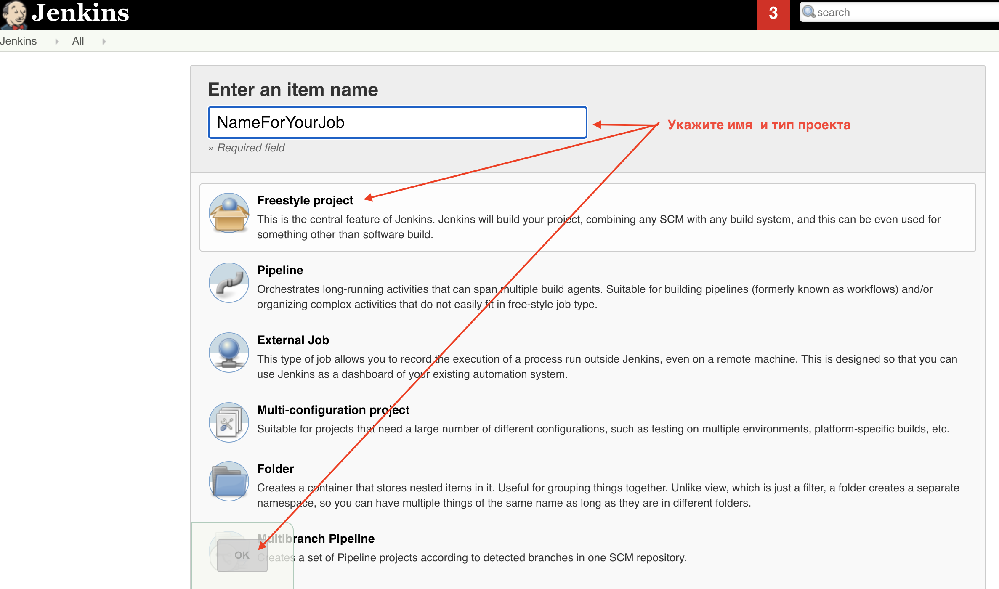 Jenkins
3
search
Jenkins All
Enter an item name
NameForYourJob
Укажите имя  и тип проекта
» Required field
Freestyle project
This is the central feature of Jenkins. Jenkins will build your project, combining any SCM with any build system, and this can be even used for
something other than software build.
Pipeline
Orchestrates long-running activities that can span multiple build agents. Suitable for building pipelines (formerly known as workflows) and/or
organizing complex activities that do not easily fit in free-style job type.
External Job
This type of job allows you to record the execution of a process run outside Jenkins, even on a remote machine. This is designed so that you can
use Jenkins as a dashboard of your existing automation system.
Multi-configuration project
Suitable for projects that need a large number of different configurations, such as testing on multiple environments, platform-specific builds, etc.
Folder
Creates a container that stores nested items in it. Useful for grouping things together. Unlike view, which is just a filter, a folder creates a separate
namespace, so you can have multiple things of the same name as long as they are in different folders.
Multibranch Pipeline
OK
Creates a set of Pipeline projects according to detected branches in one SCM repository.